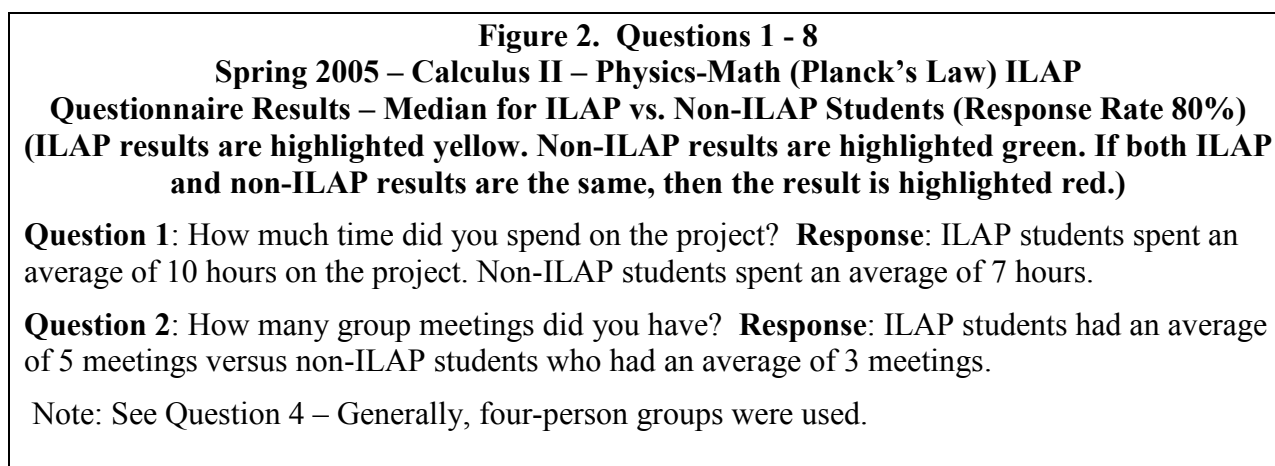 Figure 2.  Questions 1 - 8
Spring 2005 – Calculus II – Physics-Math (Planck's Law) ILAP
Questionnaire Results – Median for ILAP vs. Non-ILAP Students (Response Rate 80%)
(ILAP results are highlighted yellow. Non-ILAP results are highlighted green. If both ILAP
and non-ILAP results are the same, then the result is highlighted red.)
Question 1: How much time did you spend on the project?  Response: ILAP students spent an
average of 10 hours on the project. Non-ILAP students spent an average of 7 hours.
Question 2: How many group meetings did you have?  Response: ILAP students had an average
of 5 meetings versus non-ILAP students who had an average of 3 meetings.
Note: See Question 4 – Generally, four-person groups were used.